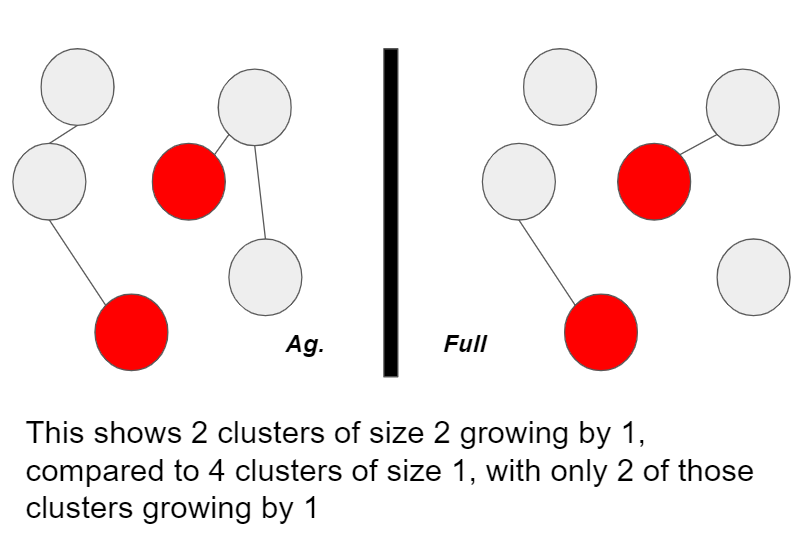 Ag.
Full
This shows 2 clusters of size 2 growing by 1,
compared to 4 clusters of size 1, with only 2 of those
clusters growing by 1